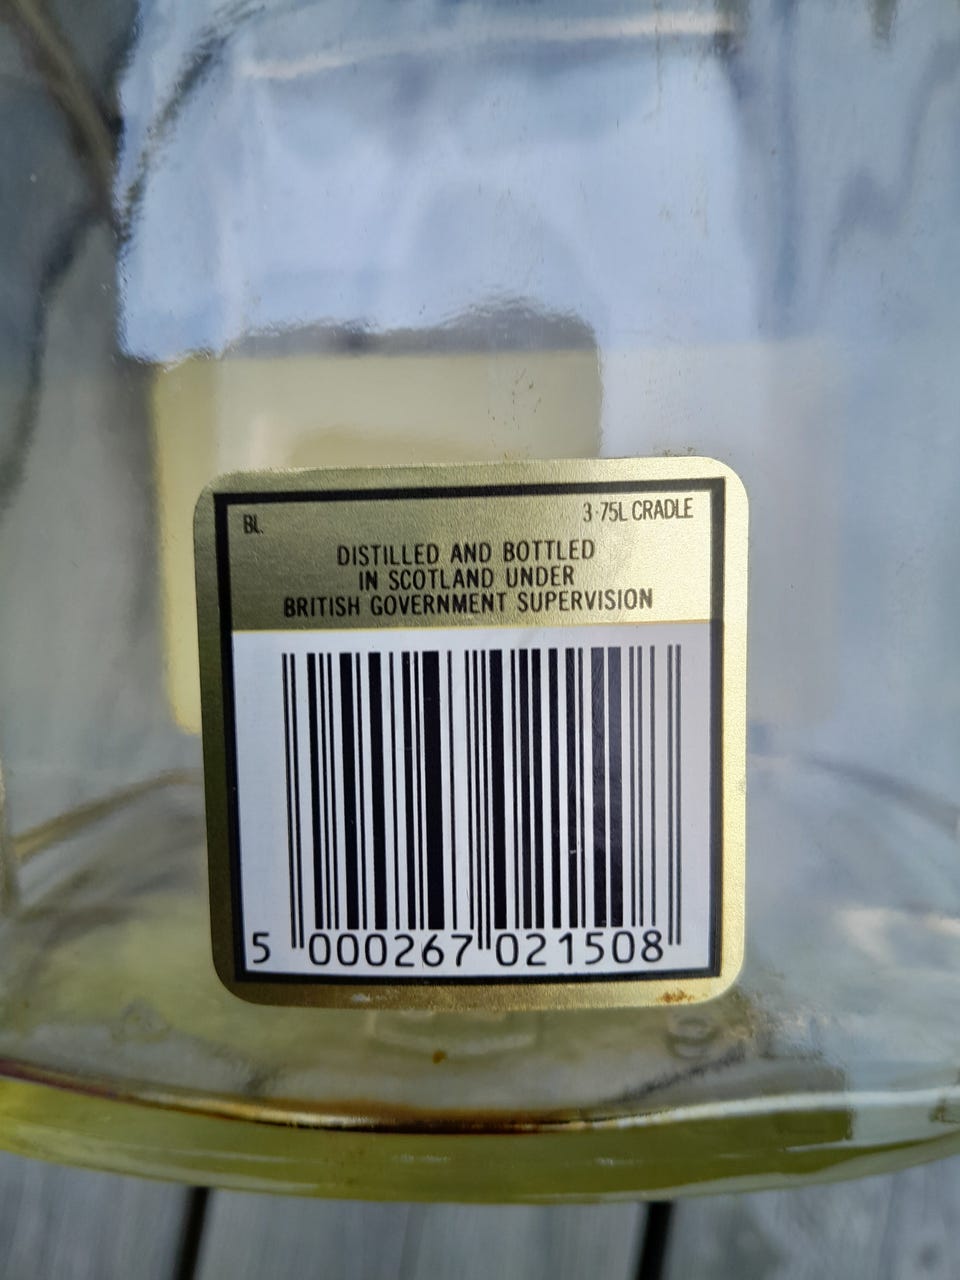 BL. 3·75L CRADLE
DISTILLED AND BOTTLED
IN SCOTLAND UNDER
BRITISH GOVERNMENT SUPERVISION
5 000267 021508